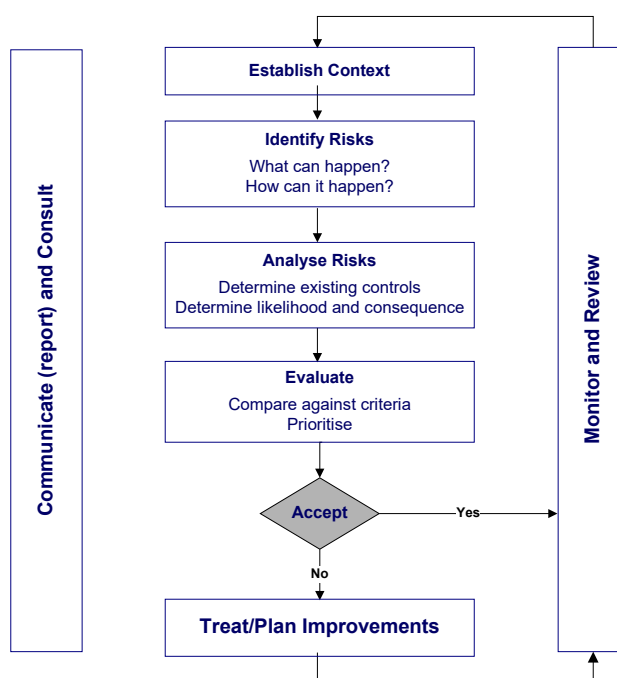 Establish Context
Identify Risks
What can happen?
How can it happen?
Analyse Risks
Determine existing controls
Determine likelihood and consequence
Evaluate
Compare against criteria
Prioritise
Accept
Yes
No
Treat/Plan Improvements
Communicate (report) and Consult
Monitor and Review